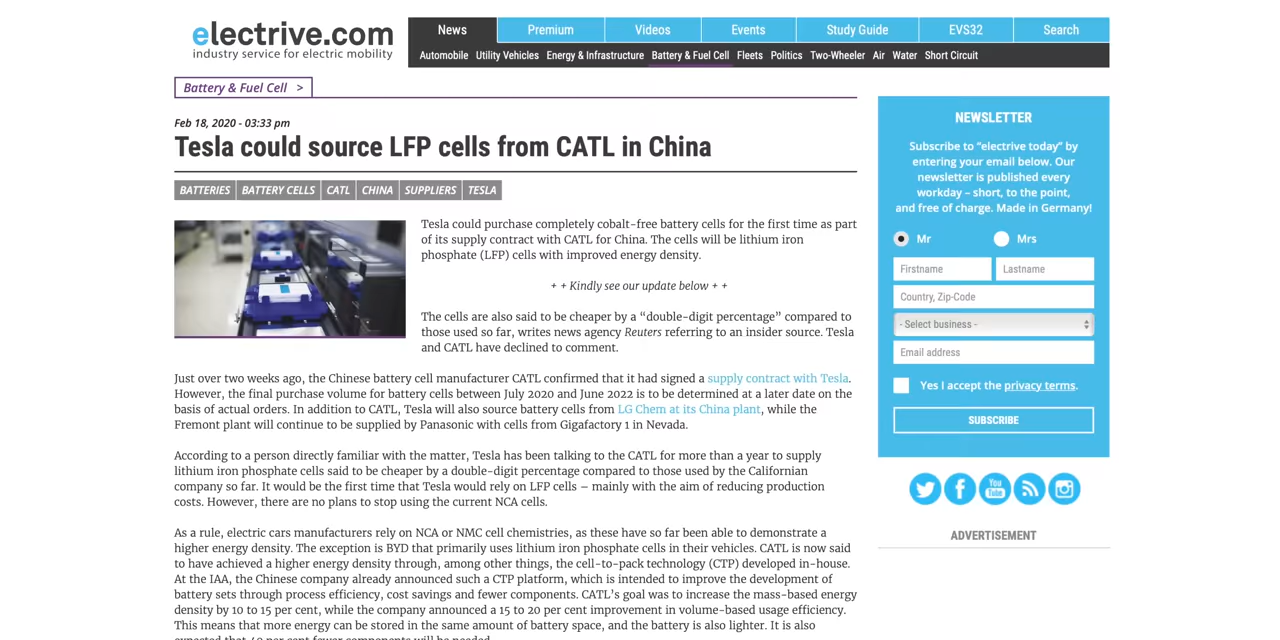 electrive.com
industry service for electric mobility
News
Premium
Videos
Events
Study Guide
EVS32
Search
Automobile Utility Vehicles Energy & Infrastructure Battery & Fuel Cell Fleets Politics Two-Wheeler Air Water Short Circuit
Battery & Fuel Cell >
Feb 18, 2020 - 03:33 pm
Tesla could source LFP cells from CATL in China
BATTERIES BATTERY CELLS CATL CHINA SUPPLIERS TESLA
Tesla could purchase completely cobalt-free battery cells for the first time as part
of its supply contract with CATL for China. The cells will be lithium iron
phosphate (LFP) cells with improved energy density.
+ + Kindly see our update below + +
The cells are also said to be cheaper by a “double-digit percentage” compared to
those used so far, writes news agency Reuters referring to an insider source. Tesla
and CATL have declined to comment.
Just over two weeks ago, the Chinese battery cell manufacturer CATL confirmed that it had signed a supply contract with Tesla.
However, the final purchase volume for battery cells between July 2020 and June 2022 is to be determined at a later date on the
basis of actual orders. In addition to CATL, Tesla will also source battery cells from LG Chem at its China plant, while the
Fremont plant will continue to be supplied by Panasonic with cells from Gigafactory 1 in Nevada.
According to a person directly familiar with the matter, Tesla has been talking to the CATL for more than a year to supply
lithium iron phosphate cells said to be cheaper by a double-digit percentage compared to those used by the Californian
company so far. It would be the first time that Tesla would rely on LFP cells – mainly with the aim of reducing production
costs. However, there are no plans to stop using the current NCA cells.
As a rule, electric cars manufacturers rely on NCA or NMC cell chemistries, as these have so far been able to demonstrate a
higher energy density. The exception is BYD that primarily uses lithium iron phosphate cells in their vehicles. CATL is now said
to have achieved a higher energy density through, among other things, the cell-to-pack technology (CTP) developed in-house.
At the IAA, the Chinese company already announced such a CTP platform, which is intended to improve the development of
battery sets through process efficiency, cost savings and fewer components. CATL’s goal was to increase the mass-based energy
density by 10 to 15 per cent, while the company announced a 15 to 20 per cent improvement in volume-based usage efficiency.
This means that more energy can be stored in the same amount of battery space, and the battery is also lighter. It is also
expected that 40 per cent fewer components will be needed.
NEWSLETTER
Subscribe to “electrive today” by
entering your email below. Our
newsletter is published every
workday – short, to the point,
and free of charge. Made in Germany!
Mr Mrs
Firstname Lastname
Country, Zip-Code
- Select business -
Email address
Yes I accept the privacy terms.
SUBSCRIBE
You
Tube
ADVERTISEMENT